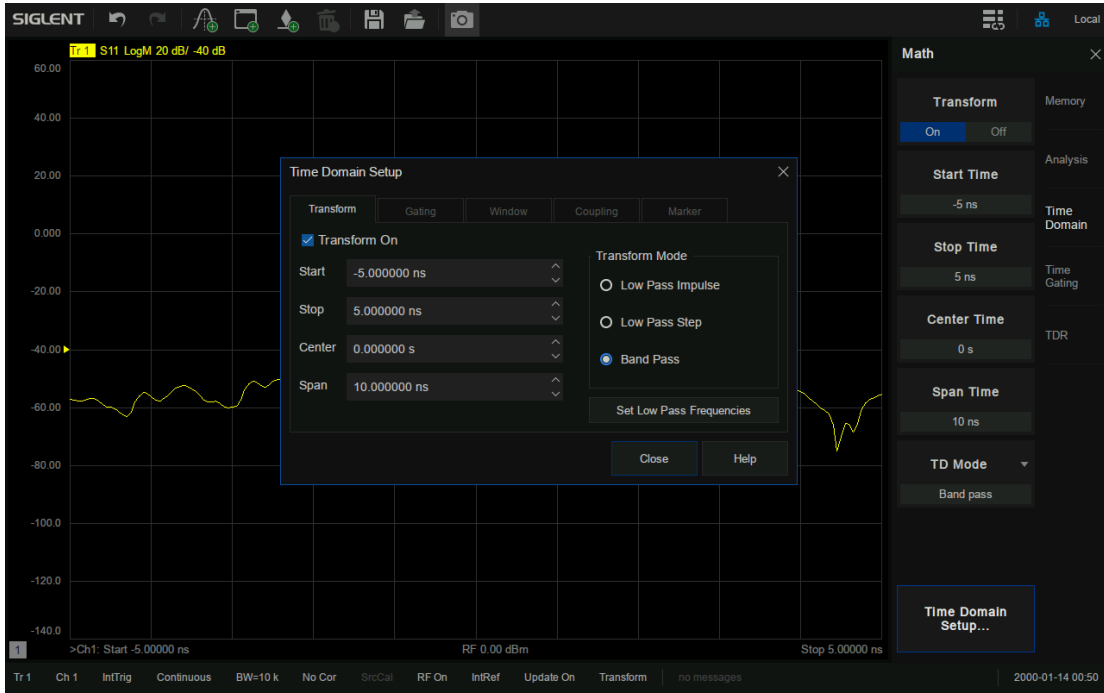 SIGLENT
Local
Tr 1 S11 LogM 20 dB/ -40 dB
60.00
40.00
20.00
0.000
-20.00
-40.00
-60.00
-80.00
-100.0
-120.0
-140.0
Time Domain Setup
Transform Gating Window Coupling Marker
Transform On
Start -5.000000 ns
Stop 5.000000 ns
Center 0.000000 s
Span 10.000000 ns
Transform Mode
Low Pass Impulse
Low Pass Step
Band Pass
Set Low Pass Frequencies
Close Help
Math
Transform
On Off
Start Time
-5 ns
Stop Time
5 ns
Center Time
0 s
Span Time
10 ns
TD Mode
Band pass
Time Domain
Setup...
Memory
Analysis
Time
Domain
Time
Gating
TDR
1 >Ch1: Start -5.00000 ns RF 0.00 dBm Stop 5.00000 ns
Tr 1 Ch 1 IntTrig Continuous BW=10 k No Cor SrcCal RF On IntRef Update On Transform no messages 2000-01-14 00:50